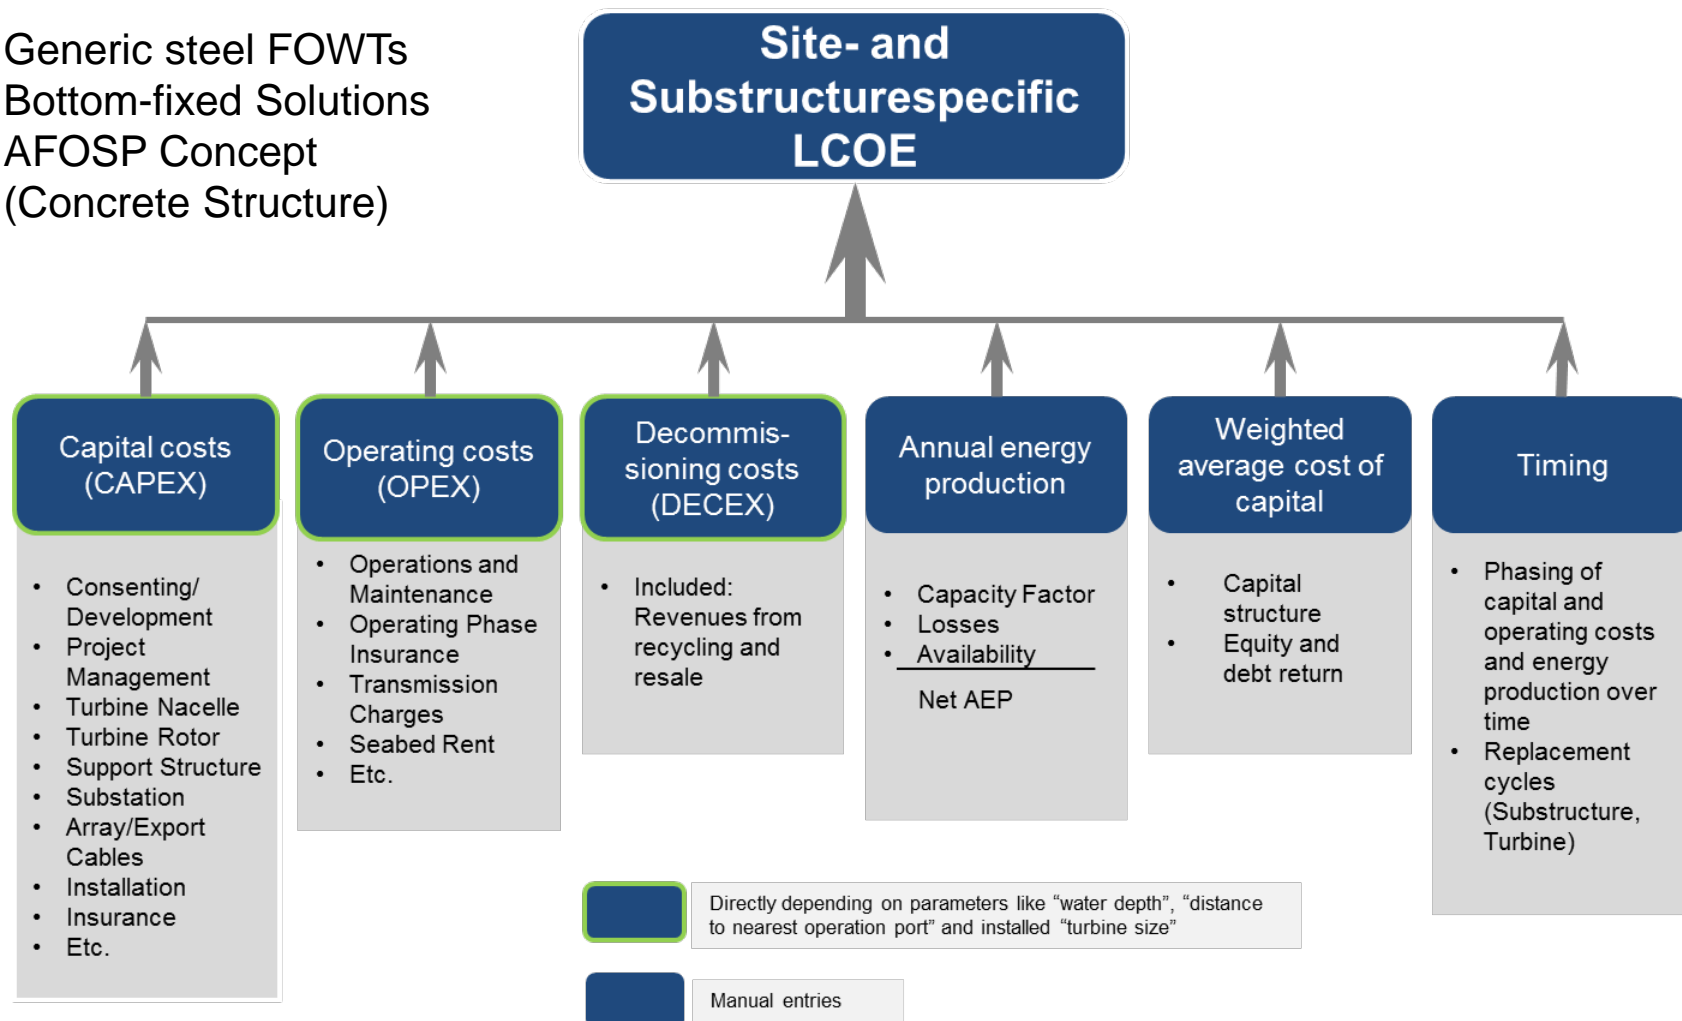 Generic steel FOWTs
Bottom-fixed Solutions
AFOSP Concept
(Concrete Structure)
Site- and
Substructurespecific
LCOE
Capital costs
(CAPEX)
• Consenting/
Development
• Project
Management
• Turbine Nacelle
• Turbine Rotor
• Support Structure
• Substation
• Array/Export
Cables
• Installation
• Insurance
• Etc.
Operating costs
(OPEX)
• Operations and
Maintenance
• Operating Phase
Insurance
• Transmission
Charges
• Seabed Rent
• Etc.
Decommis-
sioning costs
(DECEX)
• Included:
Revenues from
recycling and
resale
Annual energy
production
• Capacity Factor
• Losses
• Availability
Net AEP
Weighted
average cost of
capital
• Capital
structure
• Equity and
debt return
Timing
• Phasing of
capital and
operating costs
and energy
production over
time
• Replacement
cycles
(Substructure,
Turbine)
Directly depending on parameters like “water depth”, “distance
to nearest operation port” and installed “turbine size”
Manual entries